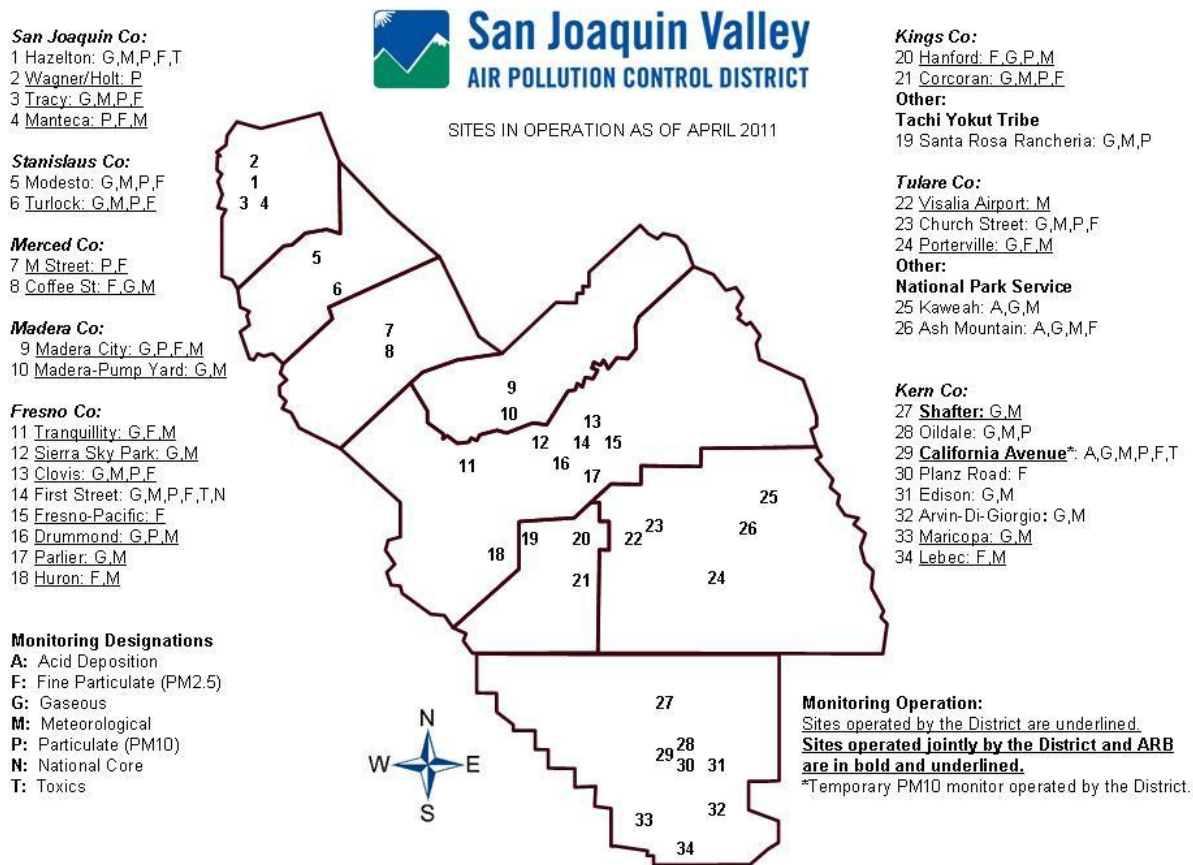 San Joaquin Valley
AIR POLLUTION CONTROL DISTRICT
SITES IN OPERATION AS OF APRIL 2011
San Joaquin Co:
1 Hazelton: G,M,P,F,T
2 Wagner/Holt: P
3 Tracy: G,M,P,F
4 Manteca: P,F,M
Stanislaus Co:
5 Modesto: G,M,P,F
6 Turlock: G,M,P,F
Merced Co:
7 M Street: P,F
8 Coffee St: F,G,M
Madera Co:
9 Madera City: G,P,F,M
10 Madera-Pump Yard: G,M
Fresno Co:
11 Tranquillity: G,F,M
12 Sierra Sky Park: G,M
13 Clovis: G,M,P,F
14 First Street: G,M,P,F,T,N
15 Fresno-Pacific: F
16 Drummond: G,P,M
17 Parlier: G,M
18 Huron: F,M
Monitoring Designations
A: Acid Deposition
F: Fine Particulate (PM2.5)
G: Gaseous
M: Meteorological
P: Particulate (PM10)
N: National Core
T: Toxics
2
1
3 4
5
6
7
8
9
10
13
12 14 15
11 16
17
25
23
26
18 19 20 22
21 24
27
28
29
30 31
32
33
34
N
W E
S
Kings Co:
20 Hanford: F,G,P,M
21 Corcoran: G,M,P,F
Other:
Tachi Yokut Tribe
19 Santa Rosa Rancheria: G,M,P
Tulare Co:
22 Visalia Airport: M
23 Church Street: G,M,P,F
24 Porterville: G,F,M
Other:
National Park Service
25 Kaweah: A,G,M
26 Ash Mountain: A,G,M,F
Kern Co:
27 Shafter: G,M
28 Oildale: G,M,P
29 California Avenue*: A,G,M,P,F,T
30 Planz Road: F
31 Edison: G,M
32 Arvin-Di-Giorgio: G,M
33 Maricopa: G,M
34 Lebec: F,M
Monitoring Operation:
Sites operated by the District are underlined.
Sites operated jointly by the District and ARB
are in bold and underlined.
*Temporary PM10 monitor operated by the District.